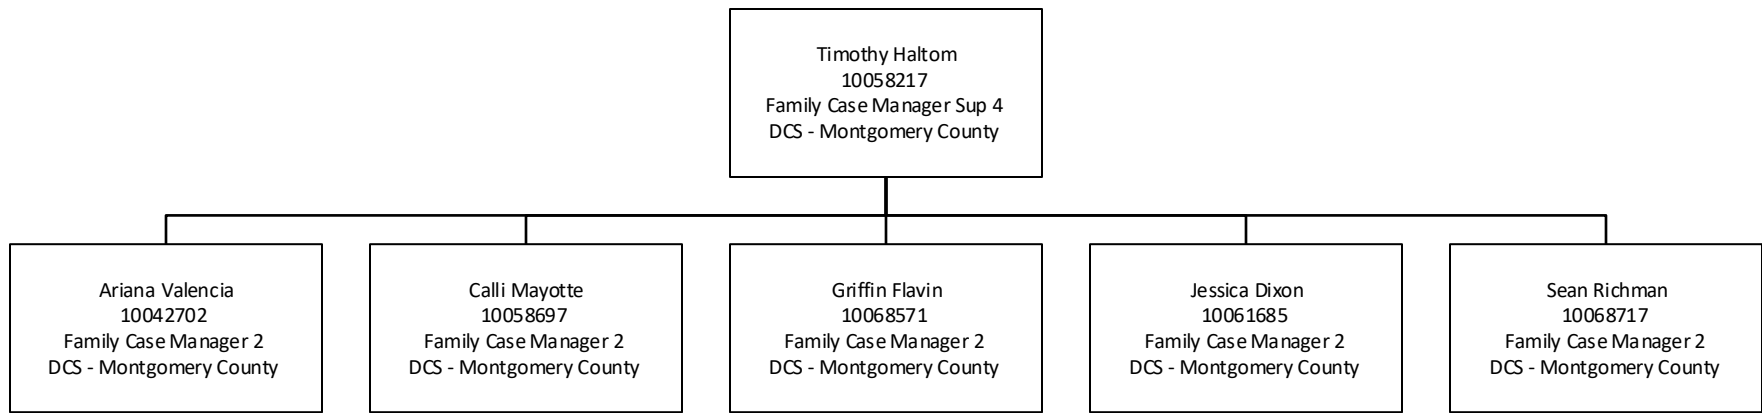 Timothy Haltom
10058217
Family Case Manager Sup 4
DCS - Montgomery County
Ariana Valencia
10042702
Family Case Manager 2
DCS - Montgomery County
Calli Mayotte
10058697
Family Case Manager 2
DCS - Montgomery County
Griffin Flavin
10068571
Family Case Manager 2
DCS - Montgomery County
Jessica Dixon
10061685
Family Case Manager 2
DCS - Montgomery County
Sean Richman
10068717
Family Case Manager 2
DCS - Montgomery County